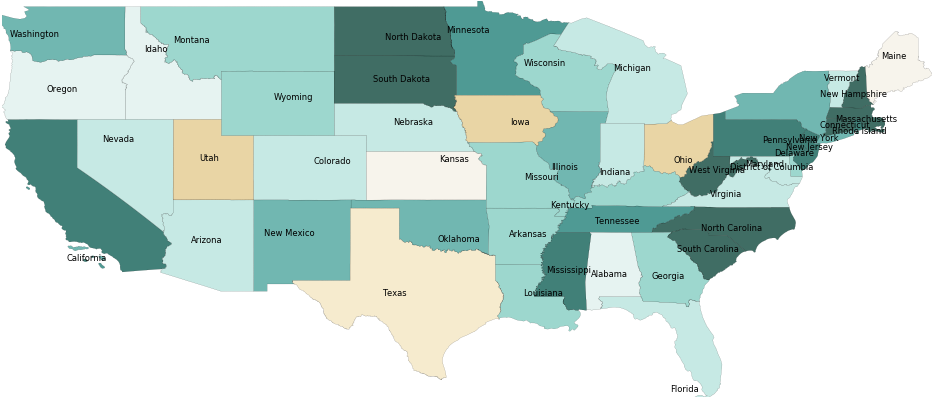 Washington
Montana
Idaho
North Dakota
Minnesota
Maine
Oregon
Wyoming
South Dakota
Wisconsin
Michigan
Vermont
New Hampshire
Nevada
Utah
Colorado
Nebraska
Kansas
Iowa
Illinois
Missouri
Indiana
Ohio
Pennsylvania
New York
Massachusetts
Connecticut
Rhode Island
New Jersey
Delaware
Maryland
District of Columbia
West Virginia
Virginia
Kentucky
California
Arizona
New Mexico
Oklahoma
Arkansas
Tennessee
North Carolina
South Carolina
Texas
Louisiana
Mississippi
Alabama
Georgia
Florida